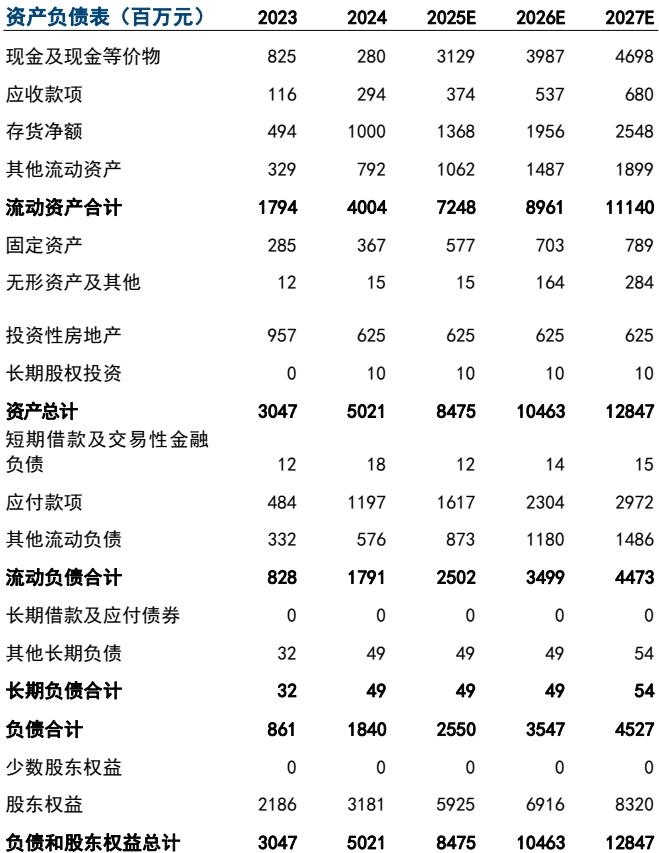 资产负债表（百万元） 2023 2024 2025E 2026E 2027E
现金及现金等价物 825 280 3129 3987 4698
应收款项 116 294 374 537 680
存货净额 494 1000 1368 1956 2548
其他流动资产 329 792 1062 1487 1899
流动资产合计 1794 4004 7248 8961 11140
固定资产 285 367 577 703 789
无形资产及其他 12 15 15 164 284
投资性房地产 957 625 625 625 625
长期股权投资 0 10 10 10 10
资产总计 3047 5021 8475 10463 12847
短期借款及交易性金融
负债 12 18 12 14 15
应付款项 484 1197 1617 2304 2972
其他流动负债 332 576 873 1180 1486
流动负债合计 828 1791 2502 3499 4473
长期借款及应付债券 0 0 0 0 0
其他长期负债 32 49 49 49 54
长期负债合计 32 49 49 49 54
负债合计 861 1840 2550 3547 4527
少数股东权益 0 0 0 0 0
股东权益 2186 3181 5925 6916 8320
负债和股东权益总计 3047 5021 8475 10463 12847